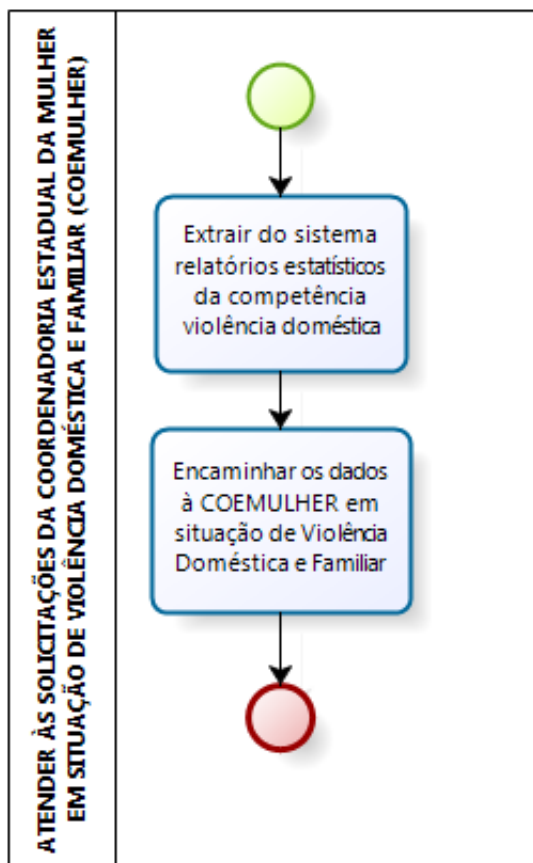 ATENDER ÀS SOLICITAÇÕES DA COORDENADORIA ESTADUAL DA MULHER
EM SITUAÇÃO DE VIOLÊNCIA DOMÉSTICA E FAMILIAR (COEMULHER)
Extrair do sistema
relatórios estatísticos
da competência
violência doméstica
Encaminhar os dados
à COEMULHER em
situação de Violência
Doméstica e Familiar